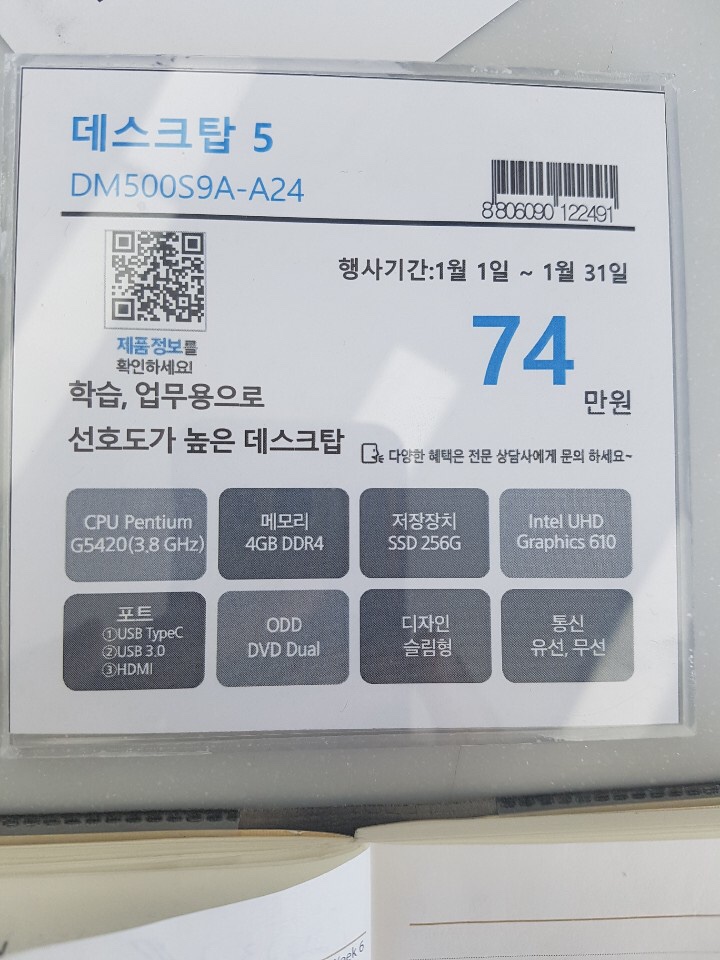 데스크탑 5
DM500S9A-A24
8 806090 122491
행사기간:1월 1일 ~ 1월 31일
제품정보를
확인하세요!
74
만원
학습, 업무용으로
선호도가 높은 데스크탑
다양한 혜택은 전문 상담사에게 문의 하세요~
CPU Pentium
G5420(3.8 GHz)
메모리
4GB DDR4
저장장치
SSD 256G
Intel UHD
Graphics 610
포트
①USB TypeC
②USB 3.0
③HDMI
ODD
DVD Dual
디자인
슬림형
통신
유선, 무선
Week 6